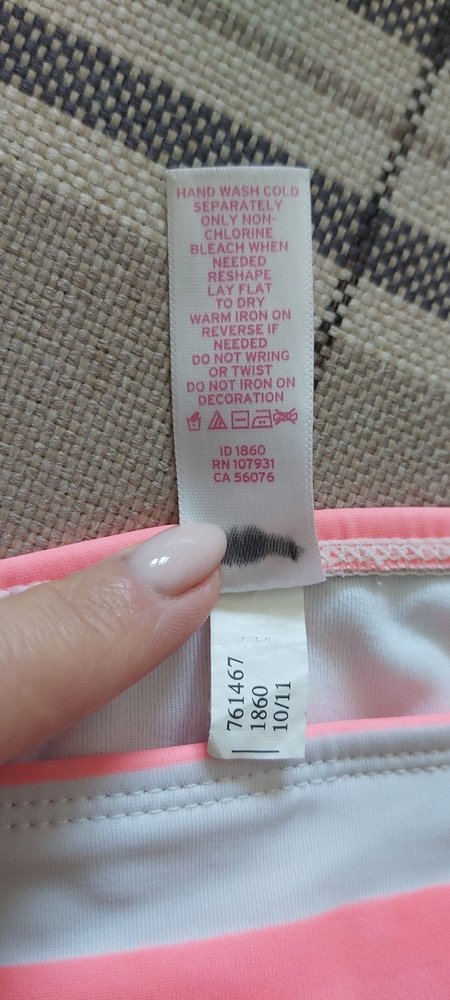 HAND WASH COLD
SEPARATELY
ONLY NON-
CHLORINE
BLEACH WHEN
NEEDED
RESHAPE
LAY FLAT
TO DRY
WARM IRON ON
REVERSE IF
NEEDED
DO NOT WRING
OR TWIST
DO NOT IRON ON
DECORATION
ID 1860
RN 107931
CA 56076
761467
1860
10/11